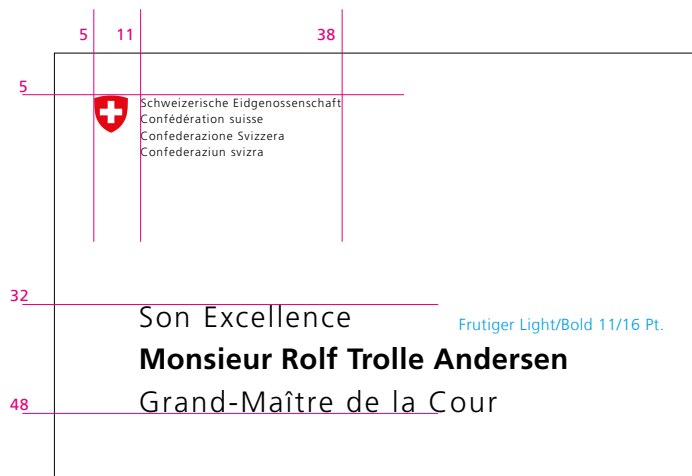 5 11 38
5
Schweizerische Eidgenossenschaft
Confédération suisse
Confederazione Svizzera
Confederaziun svizra
32
Son Excellence
Frutiger Light/Bold 11/16 Pt.
Monsieur Rolf Trolle Andersen
Grand-Maître de la Cour
48